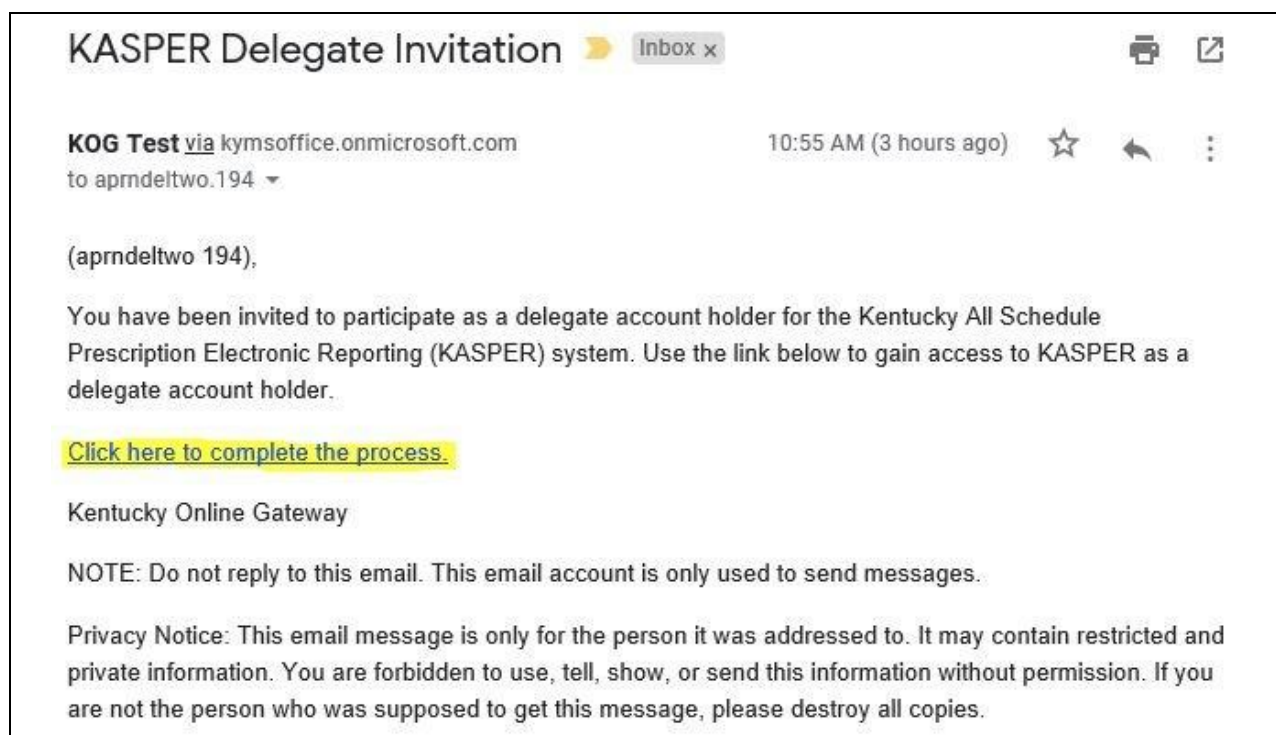 KASPER Delegate Invitation Inbox x
KOG Test via kymsoffice.onmicrosoft.com 10:55 AM (3 hours ago)
to aprndeltwo.194
(aprndeltwo 194),
You have been invited to participate as a delegate account holder for the Kentucky All Schedule
Prescription Electronic Reporting (KASPER) system. Use the link below to gain access to KASPER as a
delegate account holder.
Click here to complete the process.
Kentucky Online Gateway
NOTE: Do not reply to this email. This email account is only used to send messages.
Privacy Notice: This email message is only for the person it was addressed to. It may contain restricted and
private information. You are forbidden to use, tell, show, or send this information without permission. If you
are not the person who was supposed to get this message, please destroy all copies.